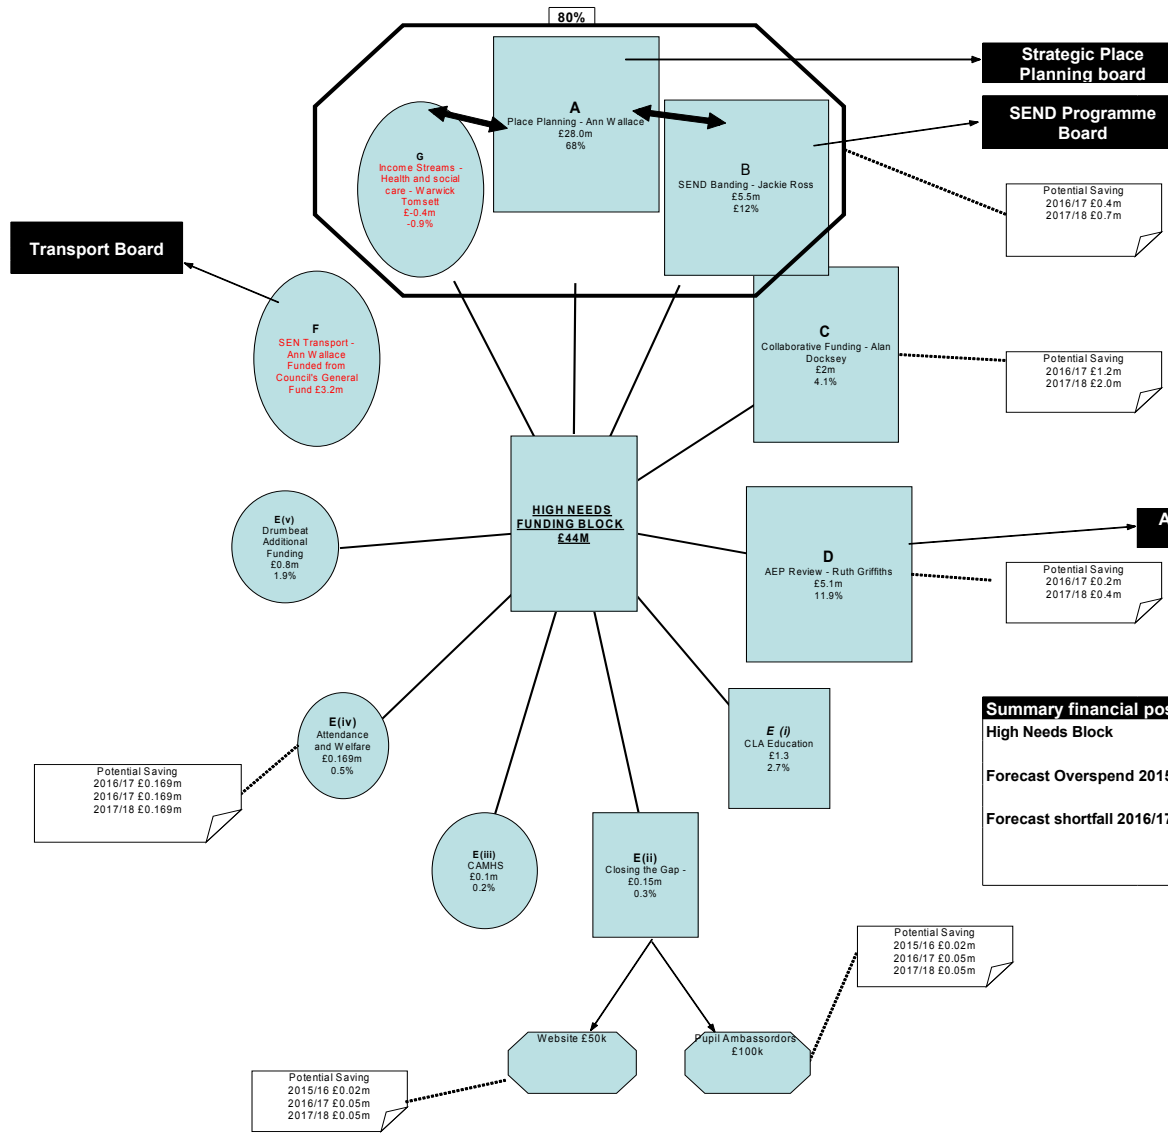 80%
Strategic Place
Planning board
SEND Programme
Board
A
Place Planning - Ann Wallace
£28.0m
68%
B
SEND Banding - Jackie Ross
£5.5m
£12%
G
Income Streams -
Health and social
care - Warwick
Tomsett
£-0.4m
-0.9%
Potential Saving
2016/17 £0.4m
2017/18 £0.7m
Transport Board
F
SEN Transport -
Ann Wallace
Funded from
Council's General
Fund £3.2m
C
Collaborative Funding - Alan
Docksey
£2m
4.1%
Potential Saving
2016/17 £1.2m
2017/18 £2.0m
HIGH NEEDS
FUNDING BLOCK
£44M
E(v)
Drumbeat
Additional
Funding
£0.8m
1.9%
D
AEP Review - Ruth Griffiths
£5.1m
11.9%
A
Potential Saving
2016/17 £0.2m
2017/18 £0.4m
E(iv)
Attendance
and Welfare
£0.169m
0.5%
Potential Saving
2016/17 £0.169m
2016/17 £0.169m
2017/18 £0.169m
E (i)
CLA Education
£1.3
2.7%
Summary financial pos
High Needs Block
Forecast Overspend 2015
Forecast shortfall 2016/17
E(iii)
CAMHS
£0.1m
0.2%
E(ii)
Closing the Gap -
£0.15m
0.3%
Potential Saving
2015/16 £0.02m
2016/17 £0.05m
2017/18 £0.05m
Website £50k
Pupil Ambassordors
£100k
Potential Saving
2015/16 £0.02m
2016/17 £0.05m
2017/18 £0.05m